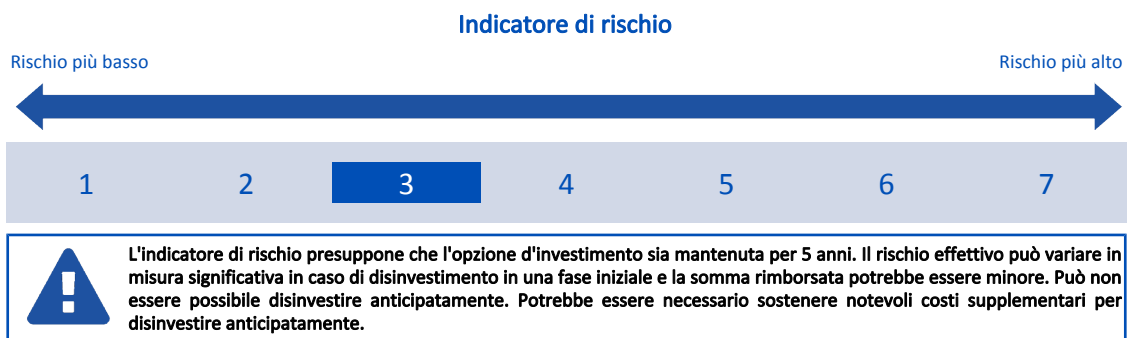 Indicatore di rischio
Rischio più basso
Rischio più alto
1 2 3 4 5 6 7
L'indicatore di rischio presuppone che l'opzione d'investimento sia mantenuta per 5 anni. Il rischio effettivo può variare in
misura significativa in caso di disinvestimento in una fase iniziale e la somma rimborsata potrebbe essere minore. Può non
essere possibile disinvestire anticipatamente. Potrebbe essere necessario sostenere notevoli costi supplementari per
disinvestire anticipatamente.